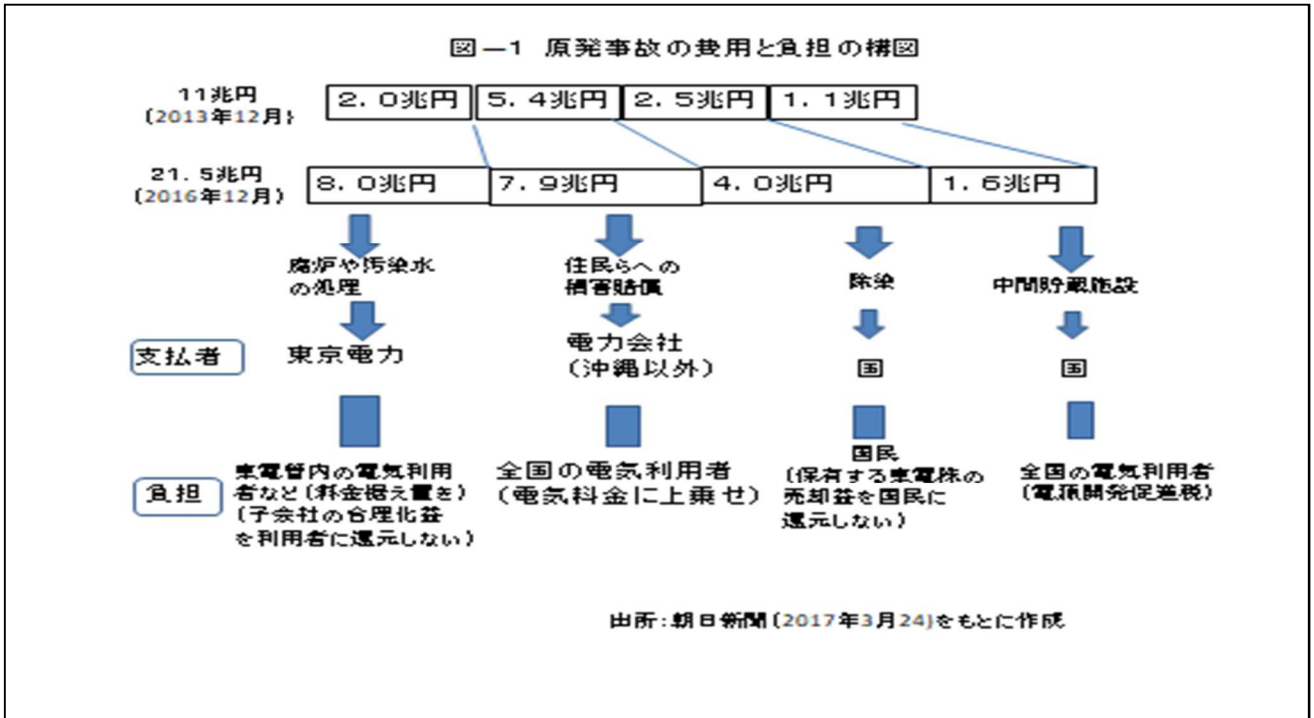 図―1 原発事故の費用と負担の構図
11兆円
(2013年12月)
2.0兆円 5.4兆円 2.5兆円 1.1兆円
21.5兆円
(2016年12月)
8.0兆円 7.9兆円 4.0兆円 1.6兆円
廃炉や汚染水
の処理
住民らへの
損害賠償
除染
中間貯蔵施設
支払者
東京電力
電力会社
(沖縄以外)
国
国
負担
東電管内の電気利用
者など(料金据え置き)
(子会社の合理化益
を利用者に還元しない)
全国の電気利用者
(電気料金に上乗せ)
国民
(保有する東電株の
売却益を国民に
還元しない)
全国の電気利用者
(電源開発促進税)
出所:朝日新聞(2017年3月24)をもとに作成